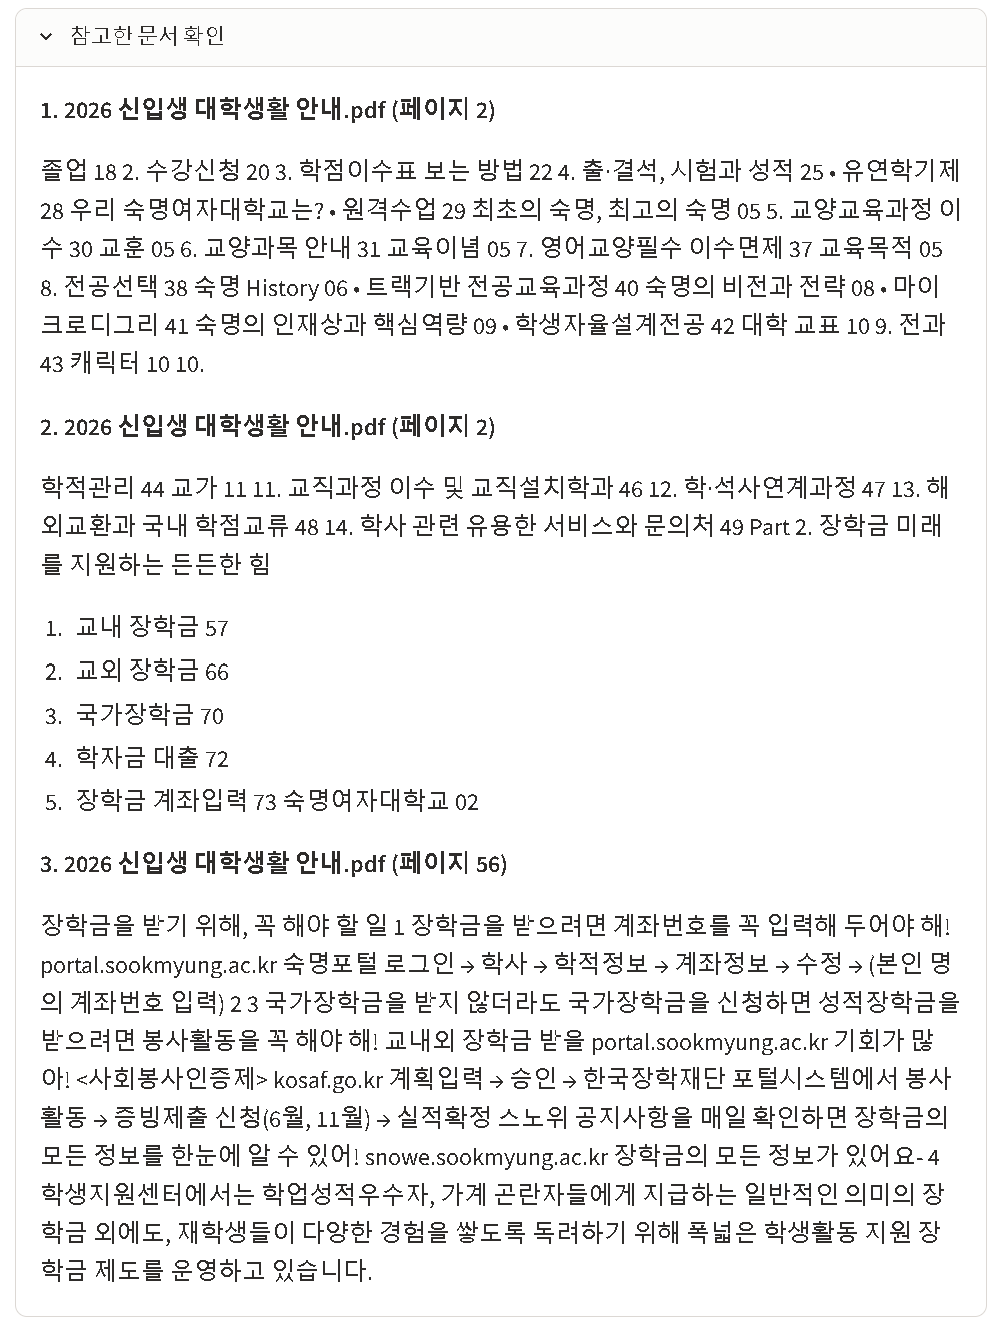 참고한 문서 확인
1. 2026 신입생 대학생활 안내.pdf (페이지 2)
졸업 18 2. 수강신청 20 3. 학점이수표 보는 방법 22 4. 출·결석, 시험과 성적 25 • 유연학기제
28 우리 숙명여자대학교는? • 원격수업 29 최초의 숙명, 최고의 숙명 05 5. 교양교육과정 이
수 30 교훈 05 6. 교양과목 안내 31 교육이념 05 7. 영어교양필수 이수면제 37 교육목적 05
8. 전공선택 38 숙명 History 06 • 트랙기반 전공교육과정 40 숙명의 비전과 전략 08 • 마이
크로디그리 41 숙명의 인재상과 핵심역량 09 • 학생자율설계전공 42 대학 교표 10 9. 전과
43 캐릭터 10 10.
2. 2026 신입생 대학생활 안내.pdf (페이지 2)
학적관리 44 교가 11 11. 교직과정 이수 및 교직설치학과 46 12. 학·석사연계과정 47 13. 해
외교환과 국내 학점교류 48 14. 학사 관련 유용한 서비스와 문의처 49 Part 2. 장학금 미래
를 지원하는 든든한 힘
1. 교내 장학금 57
2. 교외 장학금 66
3. 국가장학금 70
4. 학자금 대출 72
5. 장학금 계좌입력 73 숙명여자대학교 02
3. 2026 신입생 대학생활 안내.pdf (페이지 56)
장학금을 받기 위해, 꼭 해야 할 일 1 장학금을 받으려면 계좌번호를 꼭 입력해 두어야 해!
portal.sookmyung.ac.kr 숙명포털 로그인 → 학사 → 학적정보 → 계좌정보 → 수정 → (본인 명
의 계좌번호 입력) 2 3 국가장학금을 받지 않더라도 국가장학금을 신청하면 성적장학금을
받으려면 봉사활동을 꼭 해야 해! 교내외 장학금 받을 portal.sookmyung.ac.kr 기회가 많
아! <사회봉사인증제> kosaf.go.kr 계획입력 → 승인 → 한국장학재단 포털시스템에서 봉사
활동 → 증빙제출 신청(6월, 11월) → 실적확정 스노위 공지사항을 매일 확인하면 장학금의
모든 정보를 한눈에 알 수 있어! snowe.sookmyung.ac.kr 장학금의 모든 정보가 있어요- 4
학생지원센터에서는 학업성적우수자, 가계 곤란자들에게 지급하는 일반적인 의미의 장
학금 외에도, 재학생들이 다양한 경험을 쌓도록 독려하기 위해 폭넓은 학생활동 지원 장
학금 제도를 운영하고 있습니다.